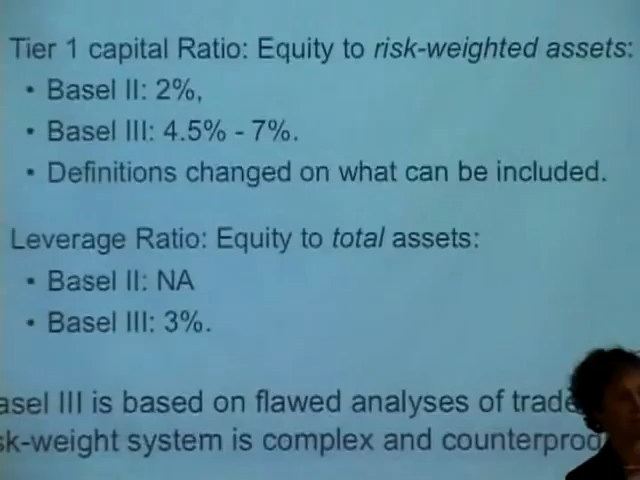 Tier 1 capital Ratio: Equity to risk-weighted assets:
• Basel II: 2%,
• Basel III: 4.5% - 7%.
• Definitions changed on what can be included.
Leverage Ratio: Equity to total assets:
• Basel II: NA
• Basel III: 3%.
asel III is based on flawed analyses of trade
sk-weight system is complex and counterprod